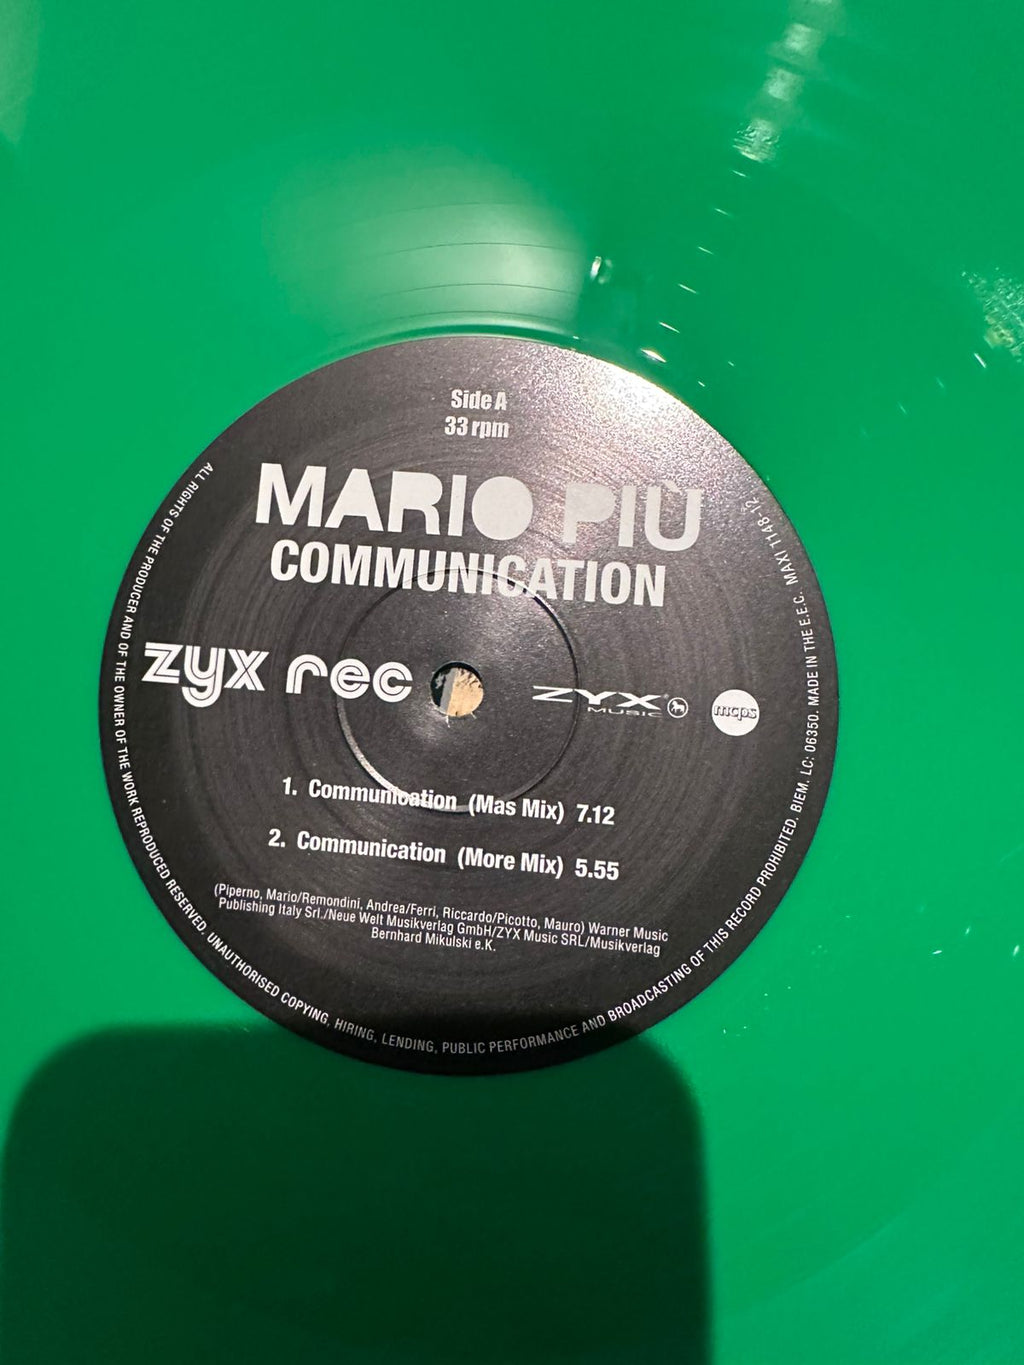 Side A
33 rpm
MARIO PIÙ
COMMUNICATION
zyx rec
ZYX®
MUSIC
mcps
1. Communication (Mas Mix) 7.12
2. Communication (More Mix) 5.55
(Piperno, Mario/Remondini, Andrea/Ferri, Riccardo/Picotto, Mauro) Warner Music
Publishing Italy Srl./Neue Welt Musikverlag GmbH/ZYX Music SRL/Musikverlag
Bernhard Mikulski e.K.
ALL RIGHTS OF THE PRODUCER AND OF THE OWNER OF THE WORK REPRODUCED RESERVED. UNAUTHORISED COPYING, HIRING, LENDING, PUBLIC PERFORMANCE AND BROADCASTING OF THIS RECORD PROHIBITED. BIEM. LC: 06350. MADE IN THE E.E.C. MAXI 1148-12